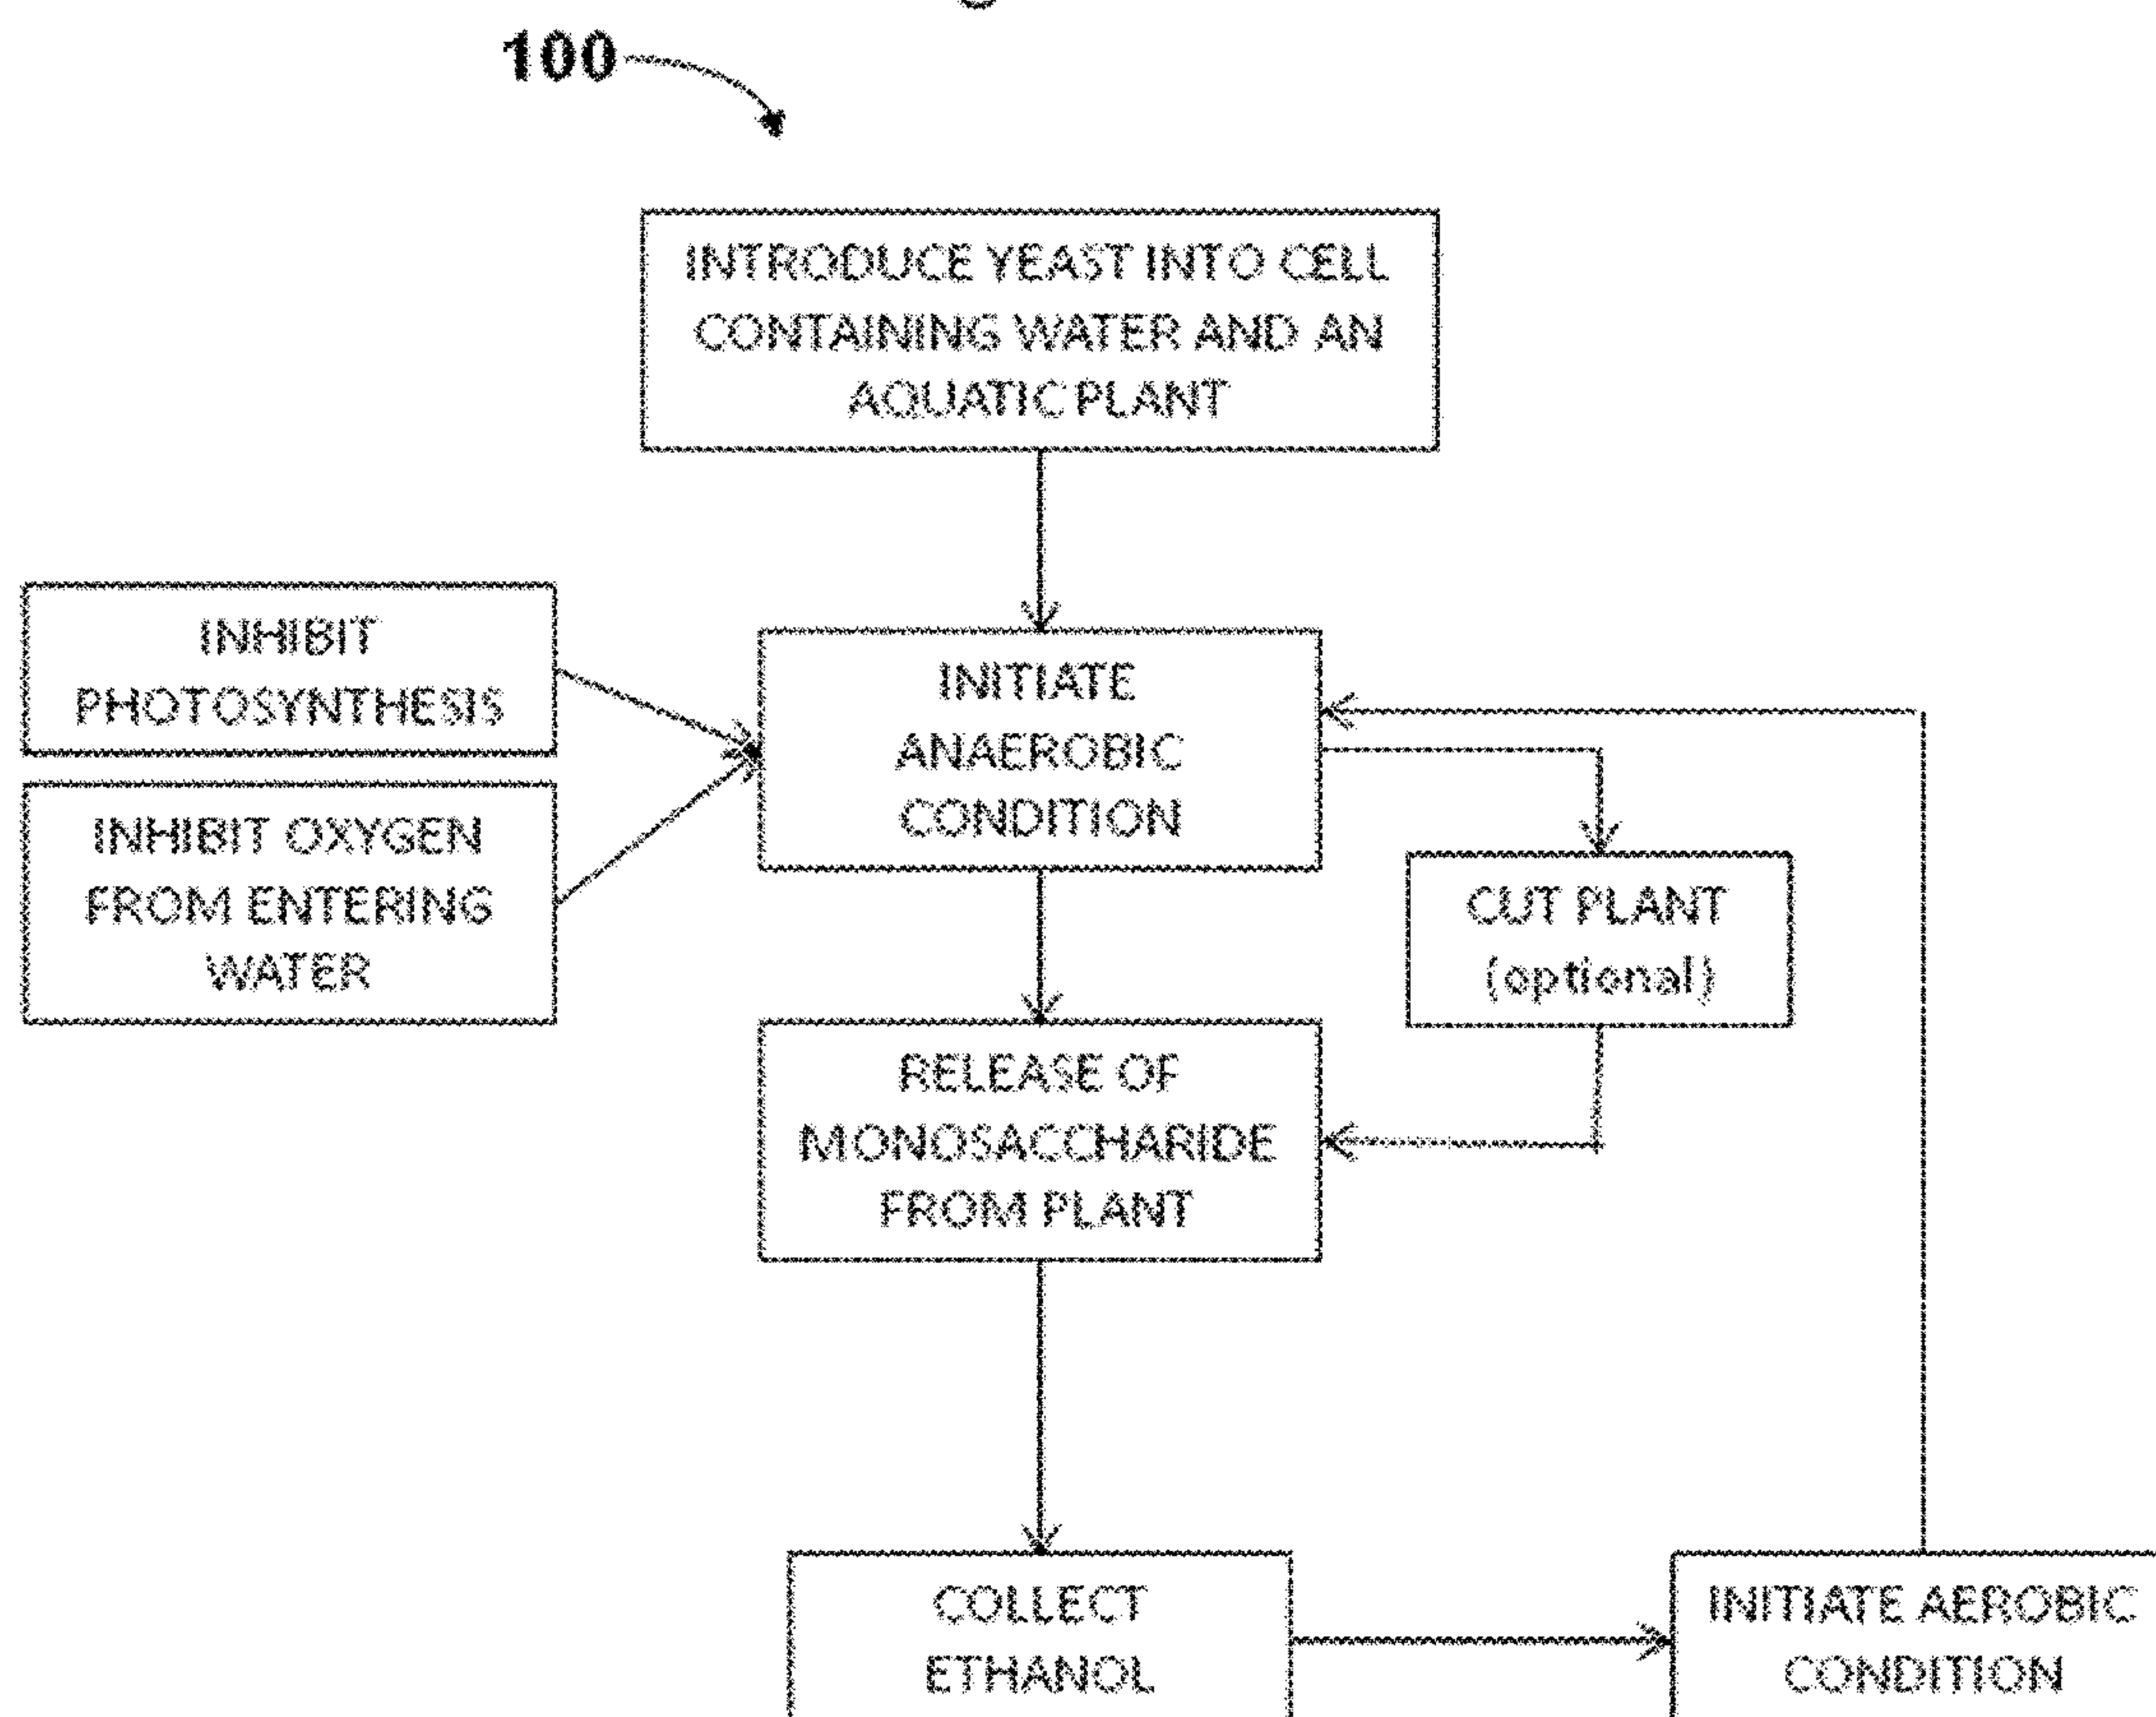 100
INTRODUCE YEAST INTO CELL
CONTAINING WATER AND AN
AQUATIC PLANT
INHIBIT
PHOTOSYNTHESIS
INHIBIT OXYGEN
FROM ENTERING
WATER
INITIATE
ANAEROBIC
CONDITION
CUT PLANT
(optional)
RELEASE OF
MONOSACCHARIDE
FROM PLANT
COLLECT
ETHANOL
INITIATE AEROBIC
CONDITION